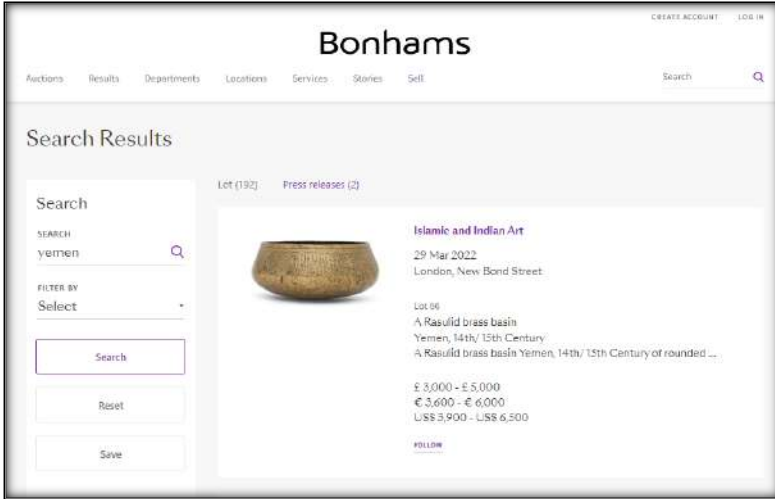 CREATE ACCOUNT LOG IN
Bonhams
Auctions Results Departments Locations Services Stories Sell Search
Search Results
Lot (192) Press releases (2)
Search
SEARCH
yemen
FILTER BY
Select
Search
Reset
Save
Islamic and Indian Art
29 Mar 2022
London, New Bond Street
Lot 66
A Rasulid brass basin
Yemen, 14th/ 15th Century
A Rasulid brass basin Yemen, 14th/ 15th Century of rounded ...
£ 3,000 - £ 5,000
€ 3,600 - € 6,000
US$ 3,900 - US$ 6,500
FOLLOW